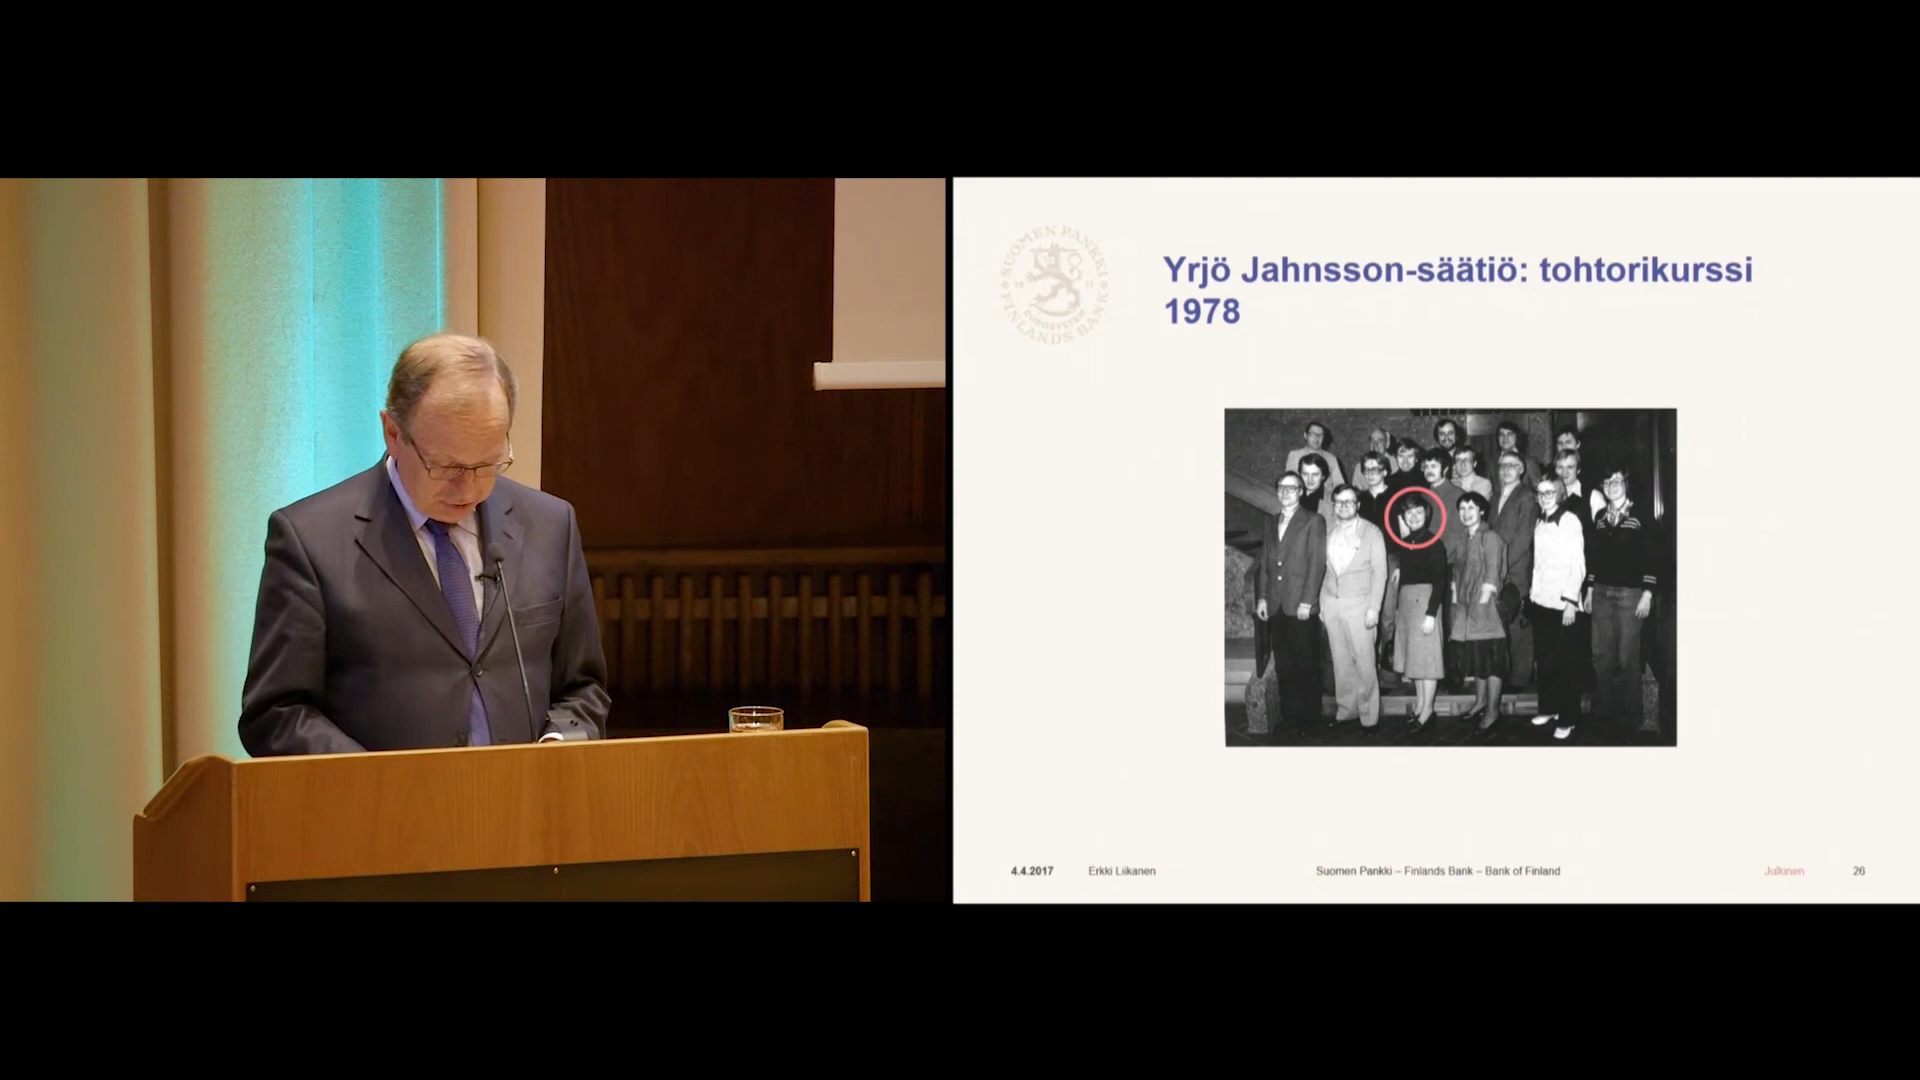 SUOMEN PANKKI
FINLANDS BANK
EUROSYSTEM
Yrjö Jahnsson-säätiö: tohtorikurssi
1978
4.4.2017 Erkki Liikanen Suomen Pankki – Finlands Bank – Bank of Finland Julkinen 26